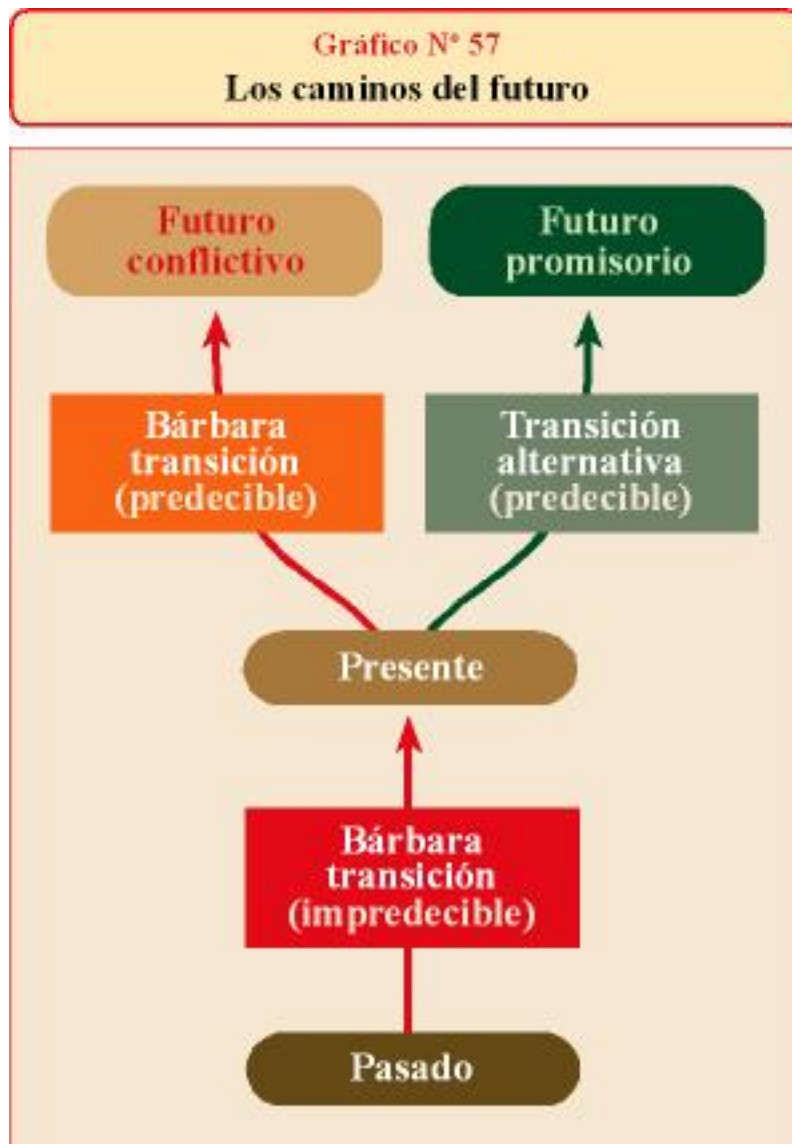 Gráfico Nº 57
Los caminos del futuro
Futuro
conflictivo
Futuro
promisorio
Bárbara
transición
(predecible)
Transición
alternativa
(predecible)
Presente
Bárbara
transición
(impredecible)
Pasado